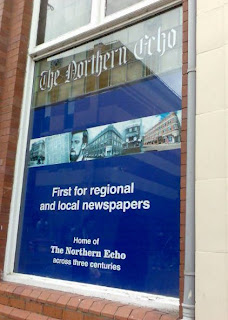 The Northern Echo
First for regional
and local newspapers
Home of
The Northern Echo
across three centuries